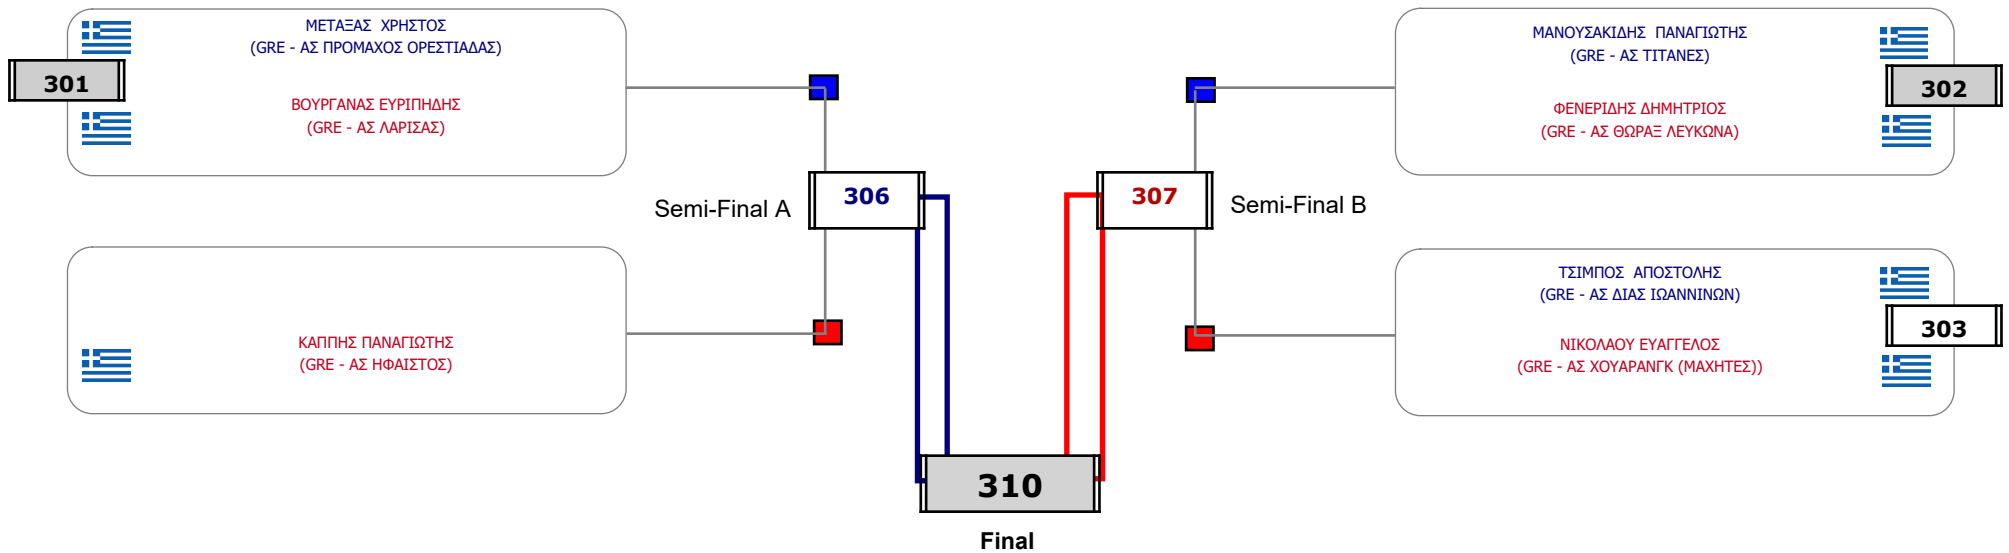 ΜΕΤΑΞΑΣ ΧΡΗΣΤΟΣ
(GRE - ΑΣ ΠΡΟΜΑΧΟΣ ΟΡΕΣΤΙΑΔΑΣ)
301
ΒΟΥΡΓΑΝΑΣ ΕΥΡΙΠΗΔΗΣ
(GRE - ΑΣ ΛΑΡΙΣΑΣ)
ΜΑΝΟΥΣΑΚΙΔΗΣ ΠΑΝΑΓΙΩΤΗΣ
(GRE - ΑΣ ΤΙΤΑΝΕΣ)
302
ΦΕΝΕΡΙΔΗΣ ΔΗΜΗΤΡΙΟΣ
(GRE - ΑΣ ΘΩΡΑΞ ΛΕΥΚΩΝΑ)
Semi-Final A
306
307
Semi-Final B
ΚΑΠΠΗΣ ΠΑΝΑΓΙΩΤΗΣ
(GRE - ΑΣ ΗΦΑΙΣΤΟΣ)
ΤΣΙΜΠΟΣ ΑΠΟΣΤΟΛΗΣ
(GRE - ΑΣ ΔΙΑΣ ΙΩΑΝΝΙΝΩΝ)
303
ΝΙΚΟΛΑΟΥ ΕΥΑΓΓΕΛΟΣ
(GRE - ΑΣ ΧΟΥΑΡΑΝΓΚ (ΜΑΧΗΤΕΣ))
310
Final